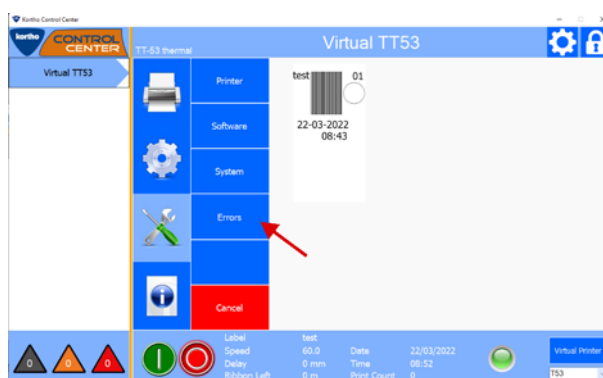 Kortho Control Center
kortho CONTROL CENTER
TT-53 thermal
Virtual TT53
Virtual TT53
Printer
Software
System
Errors
Cancel
test 01
22-03-2022
08:43
0 0 0
Label test
Speed 60.0 Date 22/03/2022
Delay 0 mm Time 08:52
Ribbon Left 0 m Print Count 0
Virtual Printer
T53